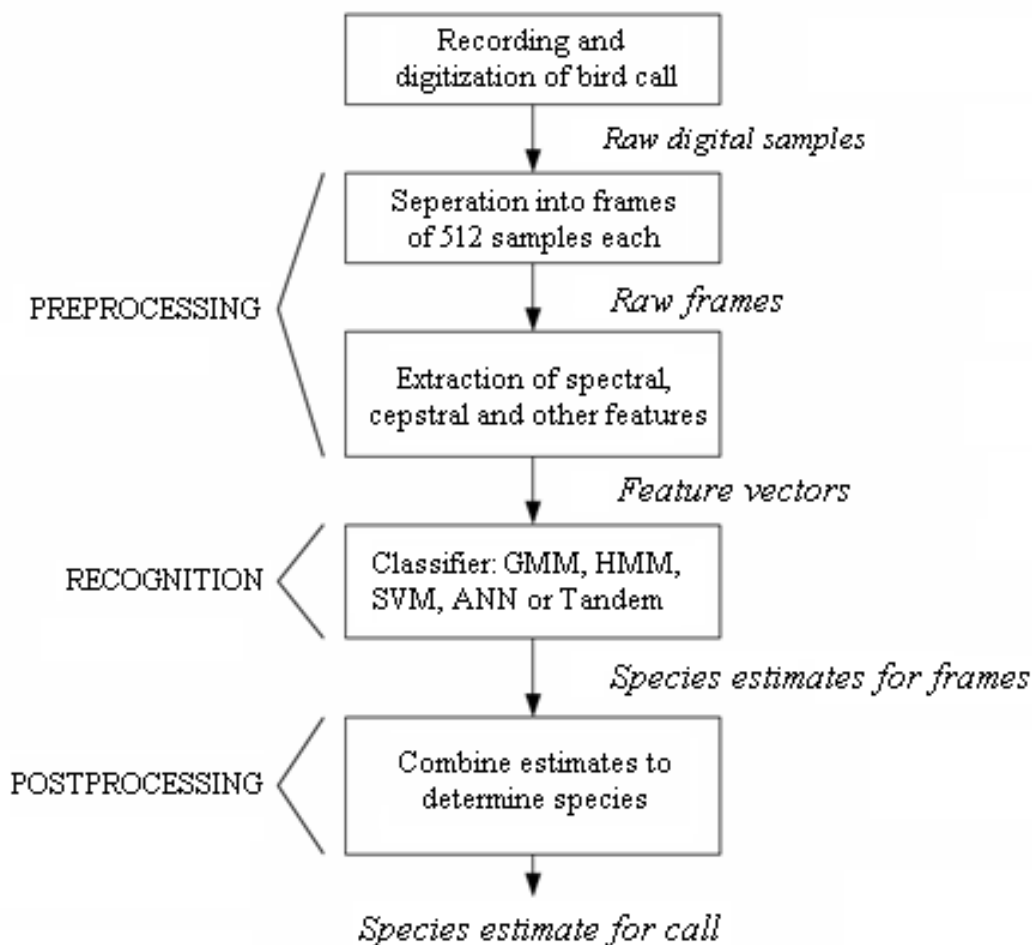 Recording and
digitization of bird call
Raw digital samples
Seperation into frames
of 512 samples each
PREPROCESSING
Raw frames
Extraction of spectral,
cepstral and other features
Feature vectors
RECOGNITION
Classifier: GMM, HMM,
SVM, ANN or Tandem
Species estimates for frames
POSTPROCESSING
Combine estimates to
determine species
Species estimate for call